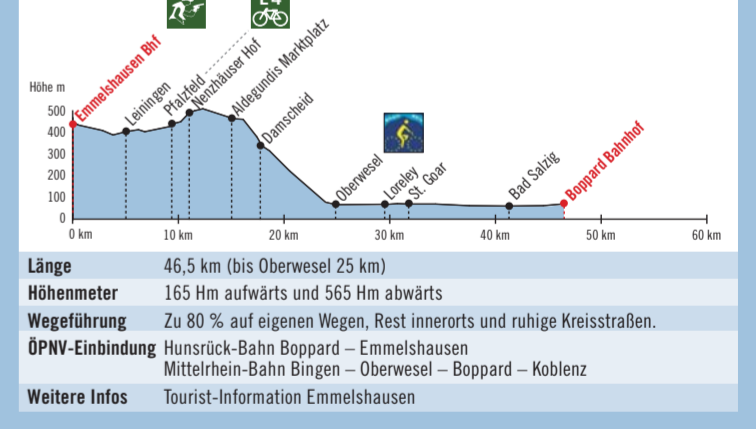 Höhe m
500
400
300
200
100
0
Emmelshausen Bhf
Leiningen
Pfalzfeld
Nenzhäuser Hof
Aldegundis Marktplatz
Damscheid
Oberwesel
Loreley
St. Goar
Bad Salzig
Boppard Bahnhof
0 km 10 km 20 km 30 km 40 km 50 km 60 km
Länge 46,5 km (bis Oberwesel 25 km)
Höhenmeter 165 Hm aufwärts und 565 Hm abwärts
Wegeführung Zu 80 % auf eigenen Wegen, Rest innerorts und ruhige Kreisstraßen.
ÖPNV-Einbindung Hunsrück-Bahn Boppard – Emmelshausen
Mittelrhein-Bahn Bingen – Oberwesel – Boppard – Koblenz
Weitere Infos Tourist-Information Emmelshausen